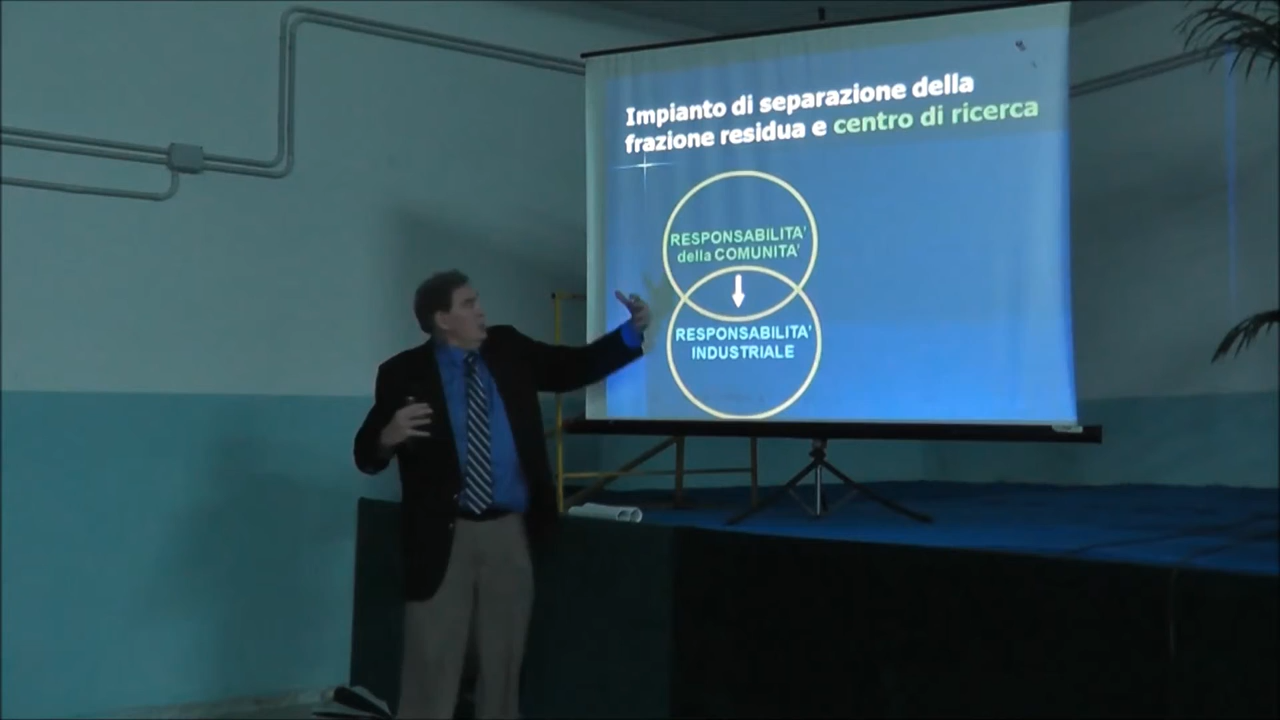 Impianto di separazione della
frazione residua e centro di ricerca
RESPONSABILITA'
della COMUNITA'
RESPONSABILITA'
INDUSTRIALE